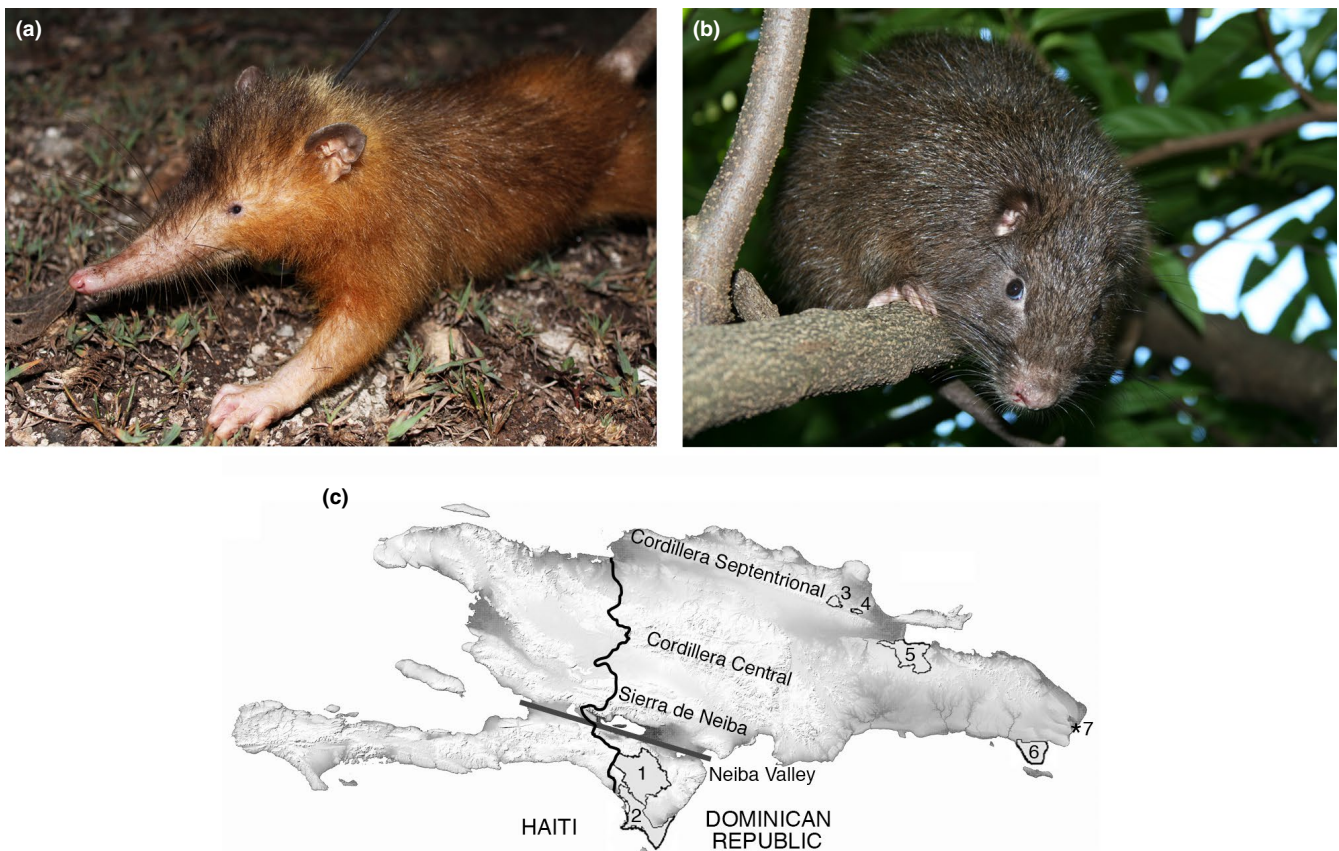 (a)
(b)
(c)
Cordillera Septentrional
3
4
Cordillera Central
5
Sierra de Neiba
*7
6
1
Neiba Valley
2
HAITI
DOMINICAN
REPUBLIC